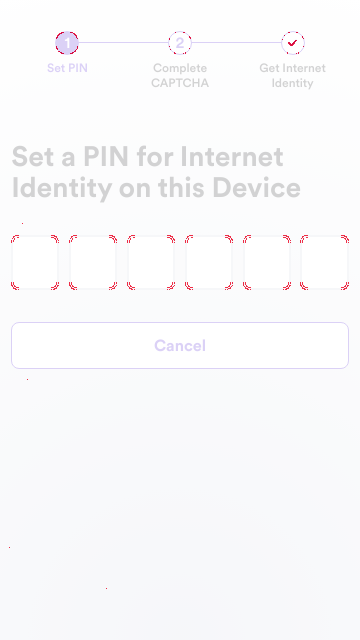 1
2
Set PIN
Complete
CAPTCHA
Get Internet
Identity
Set a PIN for Internet
Identity on this Device
Cancel